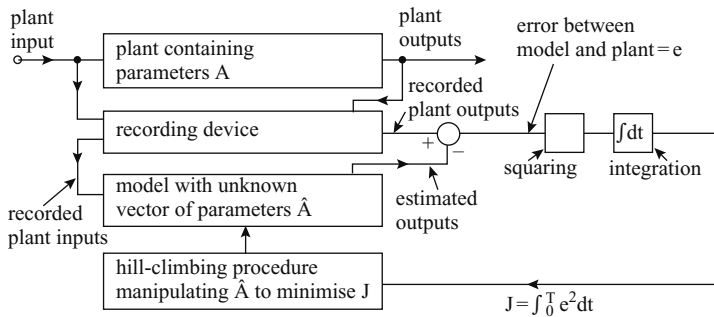 plant
input
plant containing
parameters A
plant
outputs
error between
model and plant = e
recording device
recorded
plant outputs
+
−
∫dt
squaring
integration
model with unknown
vector of parameters Â
estimated
outputs
recorded
plant inputs
hill-climbing procedure
manipulating Â to minimise J
J = ∫₀ᵀ e²dt